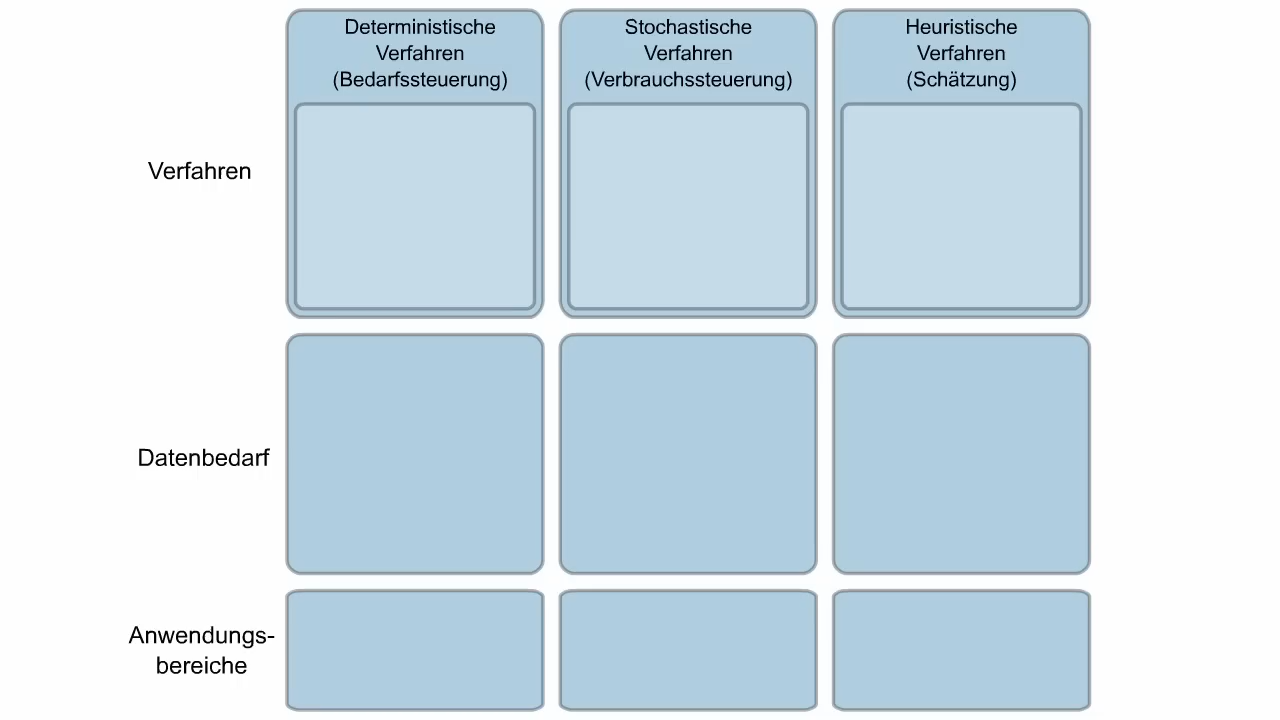 Deterministische
Verfahren
(Bedarfssteuerung)
Stochastische
Verfahren
(Verbrauchssteuerung)
Heuristische
Verfahren
(Schätzung)
Verfahren
Datenbedarf
Anwendungs-
bereiche